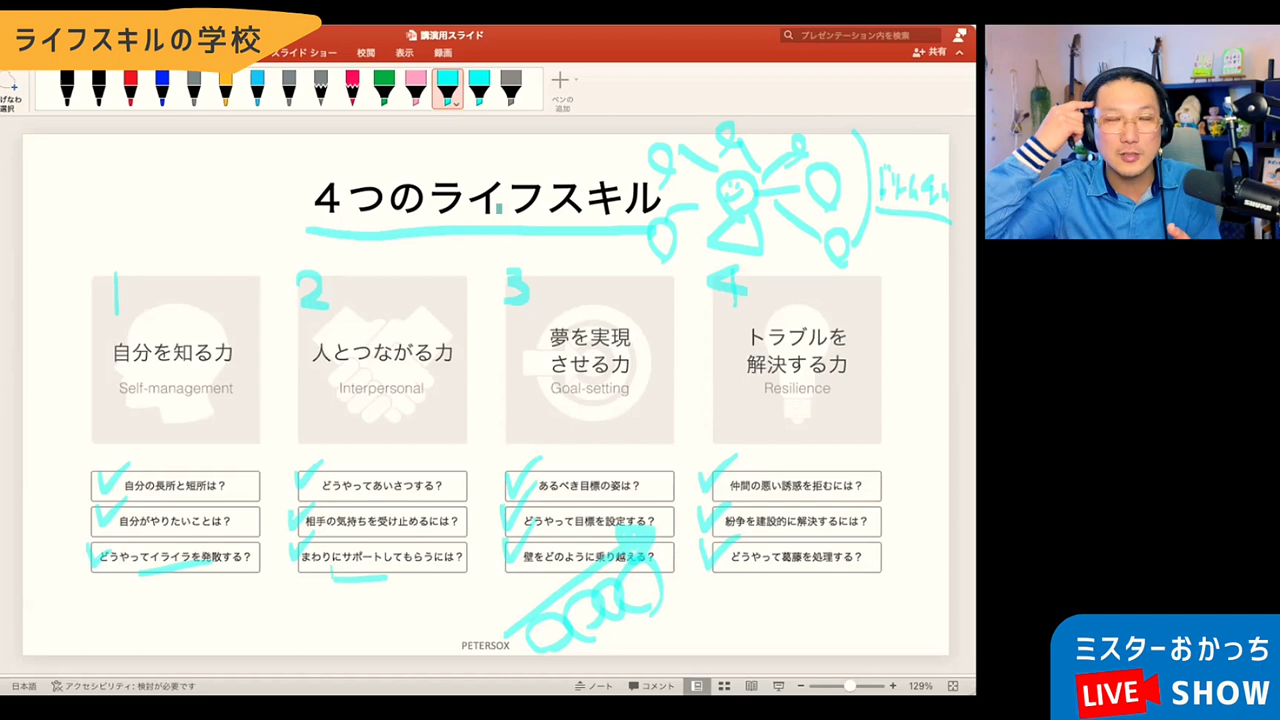 ライフスキルの学校
講演用スライド
プレゼンテーション内を検索
スライド ショー
校閲
表示
録画
共有
げなわ
選択
ペンの
追加
4つのライフスキル
1
2
3
4
自分を知る力
Self-management
人とつながる力
Interpersonal
夢を実現
させる力
Goal-setting
トラブルを
解決する力
Resilience
自分の長所と短所は?
どうやってあいさつする?
あるべき目標の姿は?
仲間の悪い誘惑を拒むには?
自分がやりたいことは?
相手の気持ちを受け止めるには?
どうやって目標を設定する?
紛争を建設的に解決するには?
どうやってイライラを発散する?
まわりにサポートしてもらうには?
壁をどのように乗り越える?
どうやって葛藤を処理する?
PETERSOX
日本語
アクセシビリティ: 検討が必要です
ノート
コメント
129%
SHURE
ミスターおかっち
LIVE SHOW